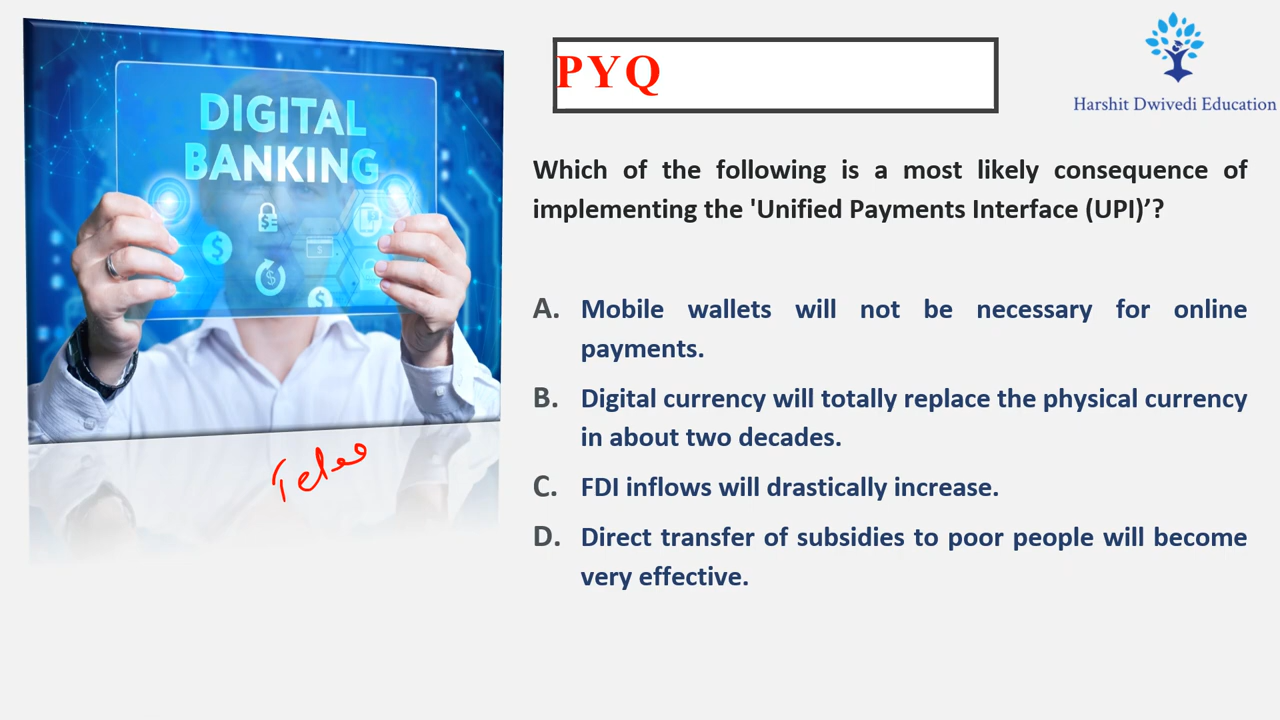 DIGITAL
BANKING
PYQ
Harshit Dwivedi Education
Which of the following is a most likely consequence of
implementing the 'Unified Payments Interface (UPI)’?
A. Mobile wallets will not be necessary for online
payments.
B. Digital currency will totally replace the physical currency
in about two decades.
C. FDI inflows will drastically increase.
D. Direct transfer of subsidies to poor people will become
very effective.